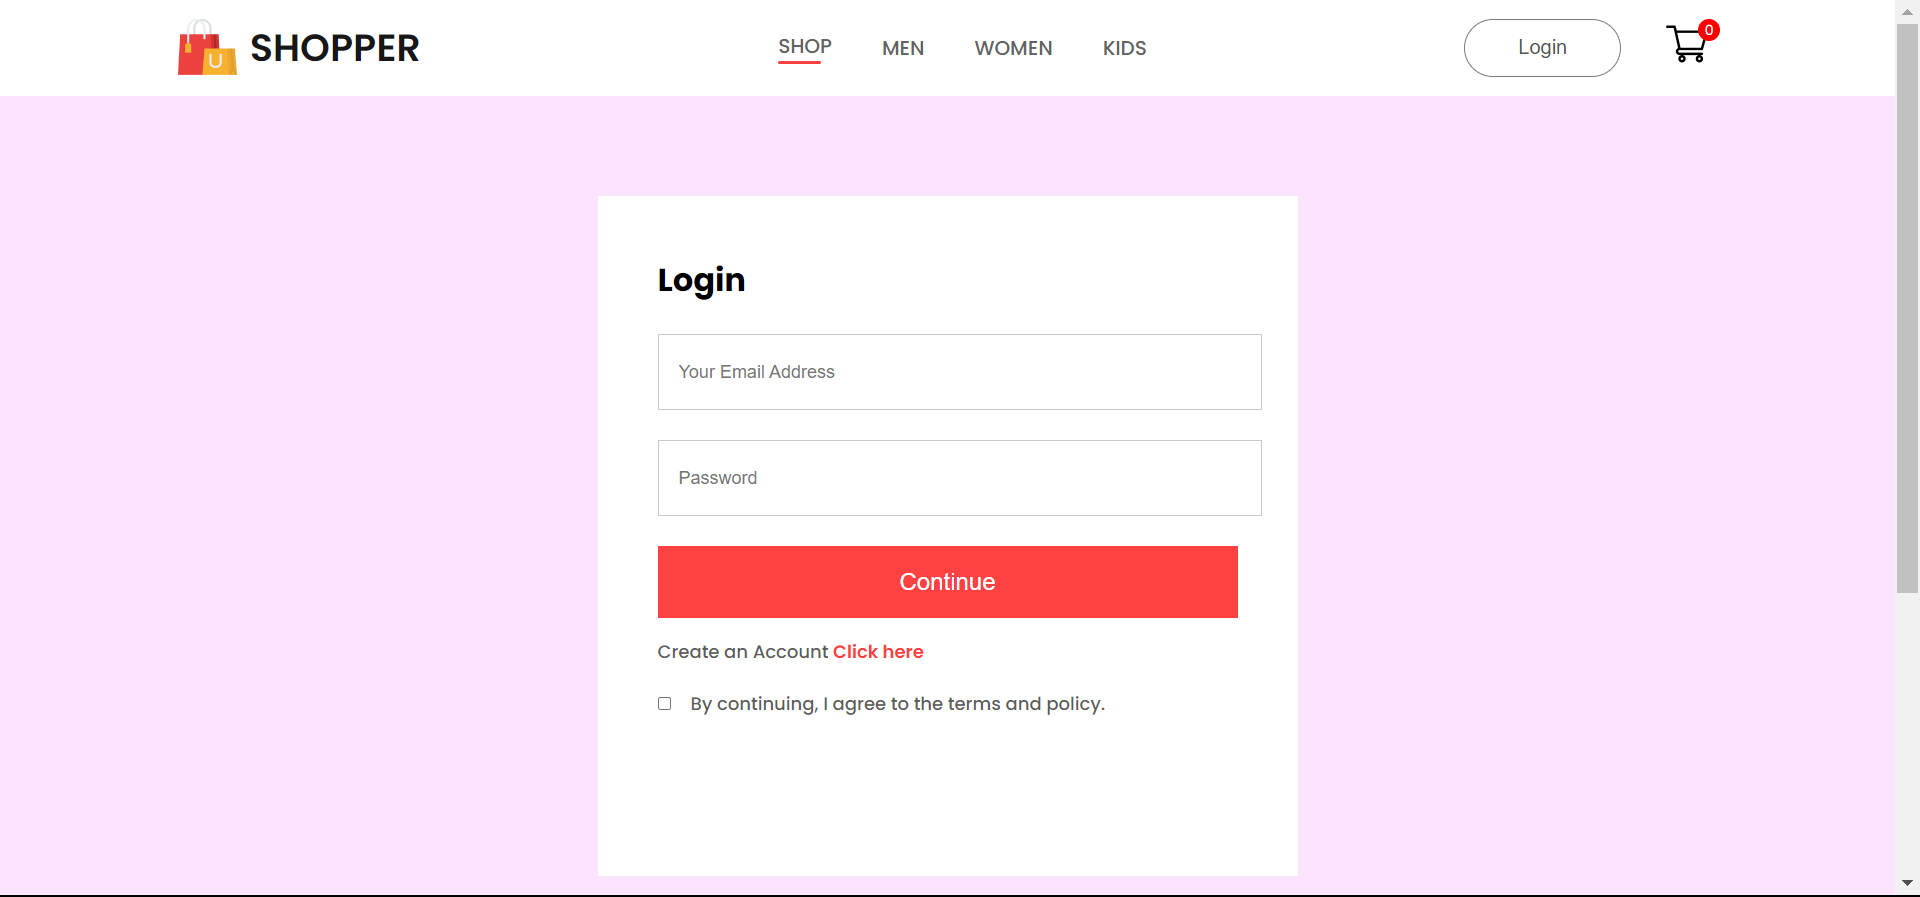 SHOPPER
SHOP MEN WOMEN KIDS
Login
0
Login
Your Email Address
Password
Continue
Create an Account Click here
By continuing, I agree to the terms and policy.